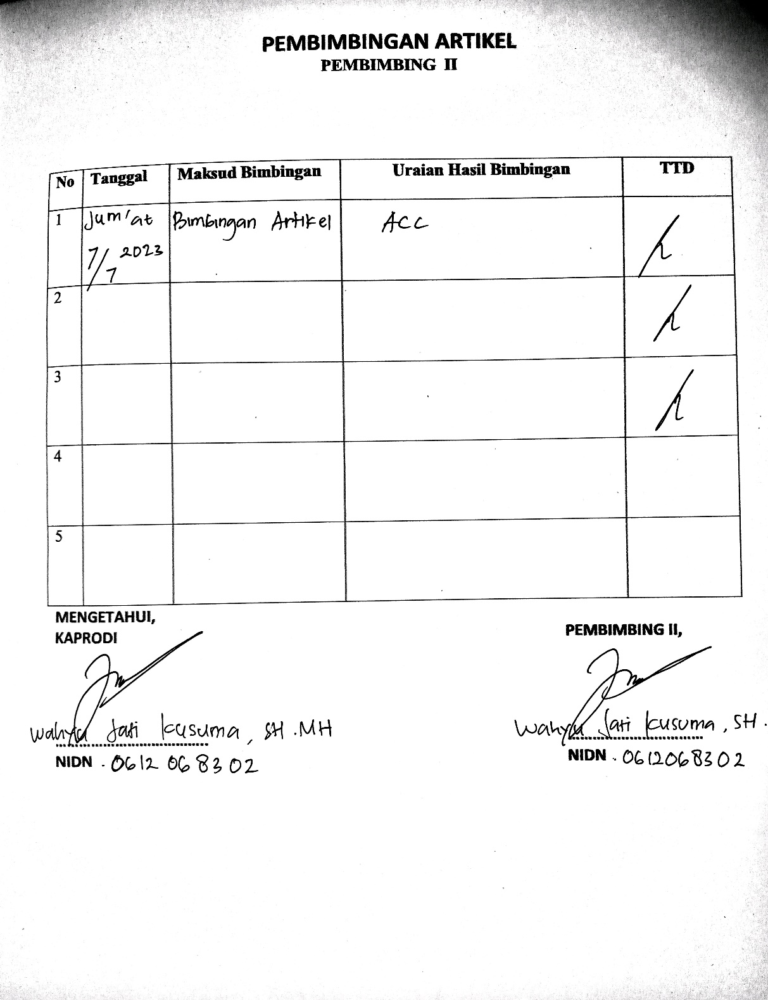 PEMBIMBINGAN ARTIKEL
PEMBIMBING II
No Tanggal Maksud Bimbingan Uraian Hasil Bimbingan TTD
1 Jum'at Bimbingan Artikel ACC
7/7 2023
2
3
4
5
MENGETAHUI,
KAPRODI
PEMBIMBING II,
Wahyu Jati Kusuma, SH.MH
Wahyu Jati Kusuma, SH.
NIDN . 0612068302
NIDN . 0612068302